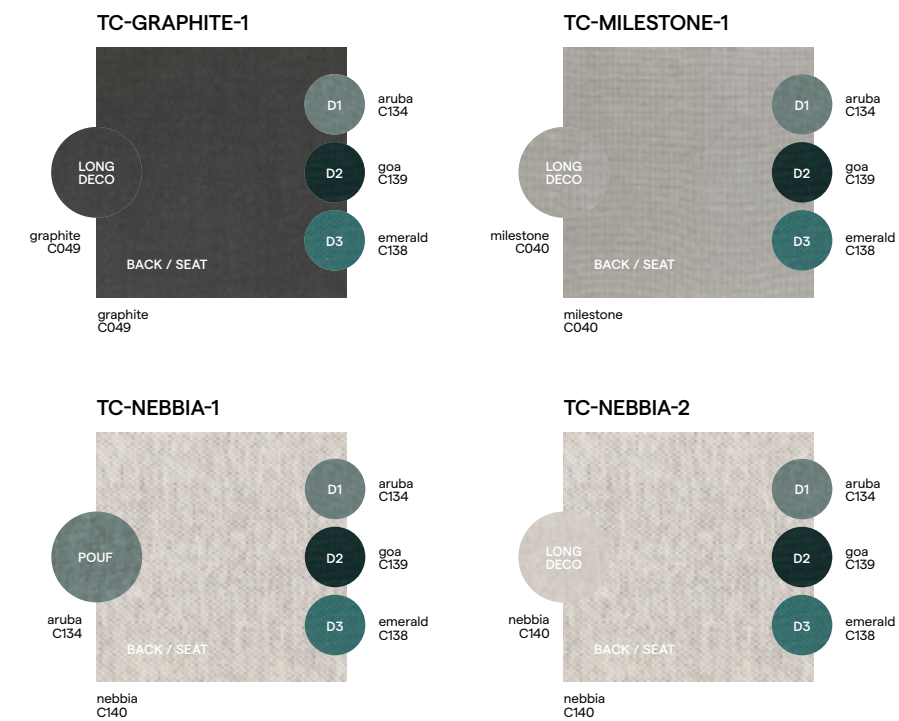 TC-GRAPHITE-1
D1
aruba
C134
LONG
DECO
D2
goa
C139
graphite
C049
D3
emerald
C138
BACK / SEAT
graphite
C049
TC-MILESTONE-1
D1
aruba
C134
LONG
DECO
D2
goa
C139
milestone
C040
D3
emerald
C138
BACK / SEAT
milestone
C040
TC-NEBBIA-1
D1
aruba
C134
POUF
D2
goa
C139
aruba
C134
D3
emerald
C138
BACK / SEAT
nebbia
C140
TC-NEBBIA-2
D1
aruba
C134
LONG
DECO
D2
goa
C139
nebbia
C140
D3
emerald
C138
BACK / SEAT
nebbia
C140